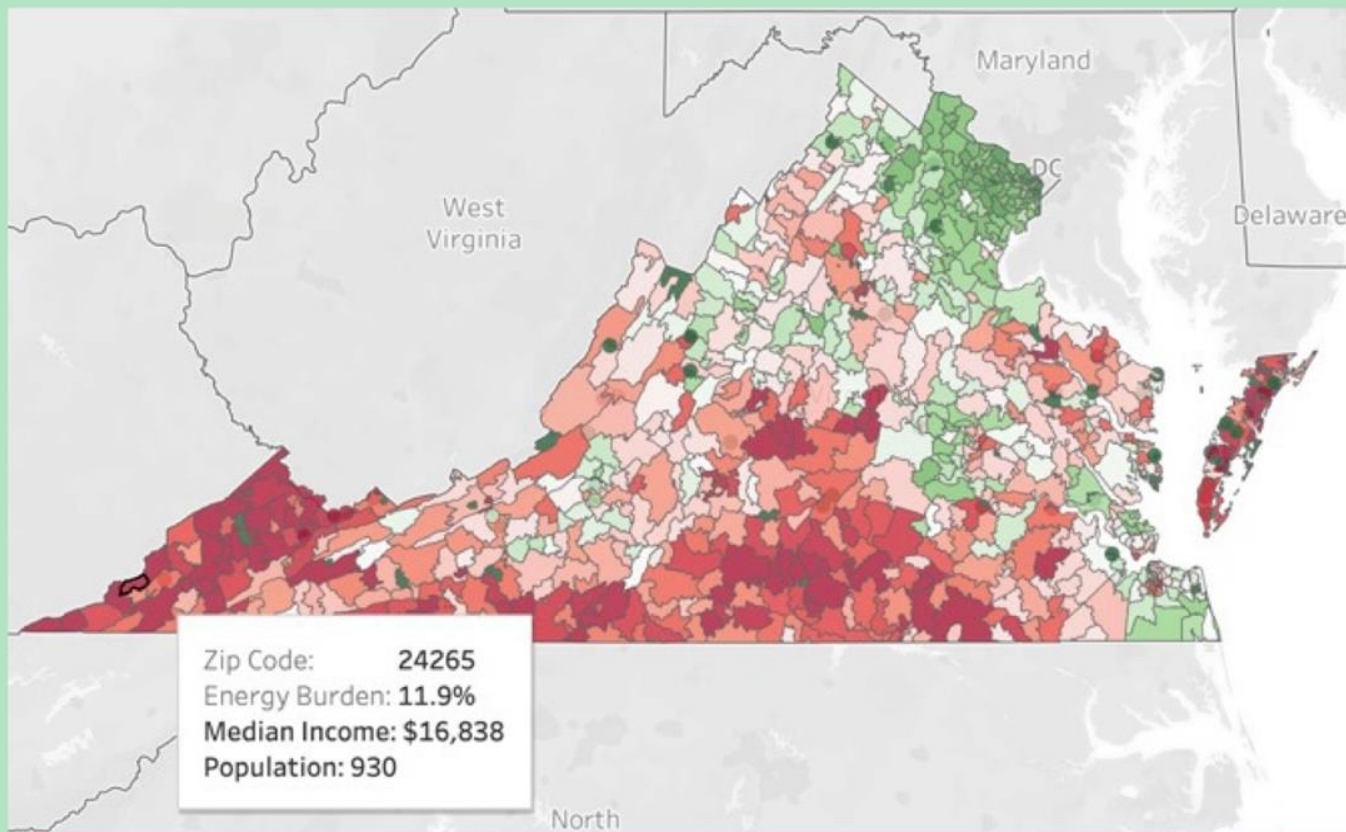 Maryland
DC
West
Virginia
Delaware
Zip Code: 24265
Energy Burden: 11.9%
Median Income: $16,838
Population: 930
North